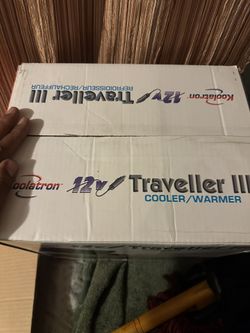 Koolatron 12v Traveller III
REFROIDISSEUR/RECHAUFFEUR
Koolatron 12v Traveller III
COOLER/WARMER